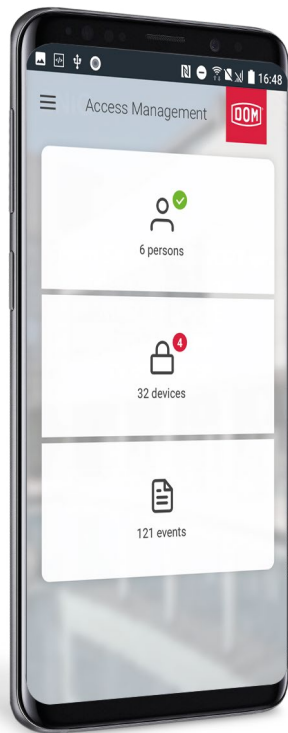 16:48
Access Management
DOM
6 persons
4
32 devices
121 events